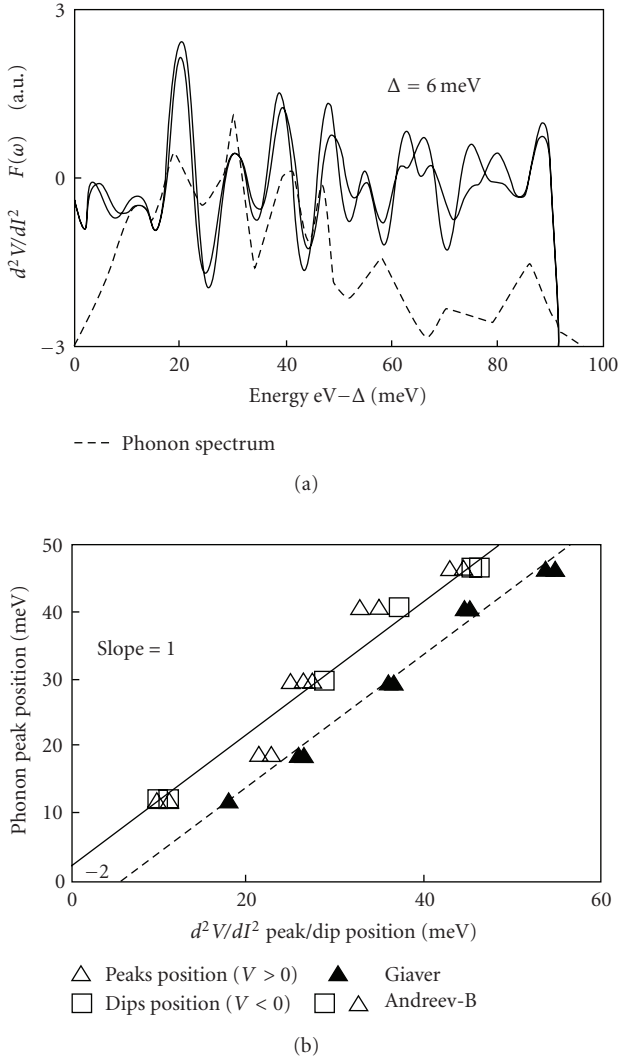 3
0
−3
d²V/dI² F(ω) (a.u.)
Δ = 6 meV
0 20 40 60 80 100
Energy eV−Δ (meV)
Phonon spectrum
(a)
50
40
30
20
10
0
Phonon peak position (meV)
Slope = 1
−2
0 20 40 60
d²V/dI² peak/dip position (meV)
Peaks position (V > 0) Giaver
Dips position (V < 0) Andreev-B
(b)